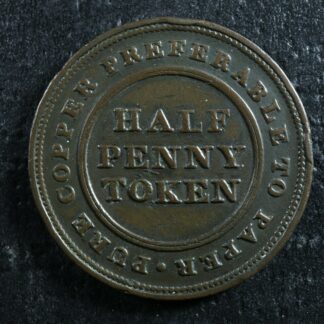 PURE COPPER PREFERABLE TO PAPER
HALF
PENNY
TOKEN